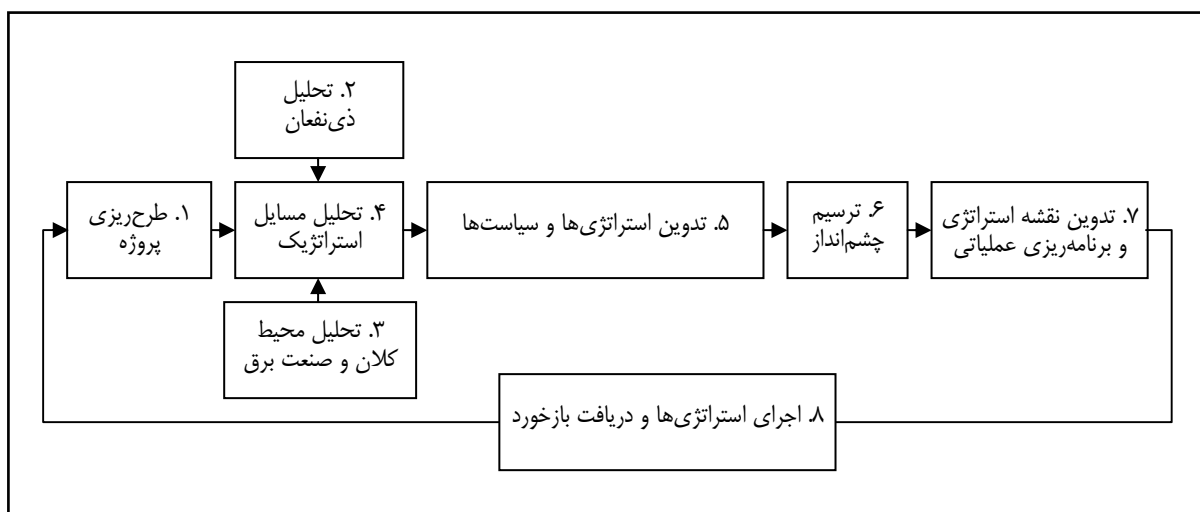 ۱. طرح‌ریزی
پروژه
۲. تحلیل
ذی‌نفعان
۳. تحلیل محیط
کلان و صنعت برق
۴. تحلیل مسایل
استراتژیک
۵. تدوین استراتژی‌ها و سیاست‌ها
۶. ترسیم
چشم‌انداز
۷. تدوین نقشه استراتژی
و برنامه‌ریزی عملیاتی
۸. اجرای استراتژی‌ها و دریافت بازخورد